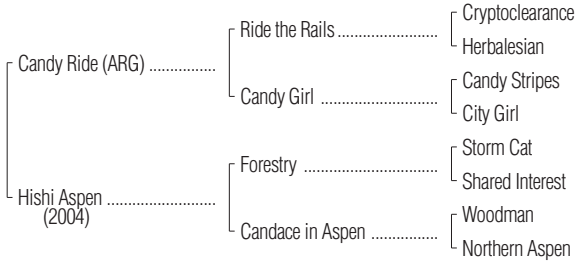 Cryptoclearance
Ride the Rails
Herbalesian
Candy Ride (ARG)
Candy Stripes
Candy Girl
City Girl
Storm Cat
Forestry
Shared Interest
Hishi Aspen
(2004)
Woodman
Candace in Aspen
Northern Aspen